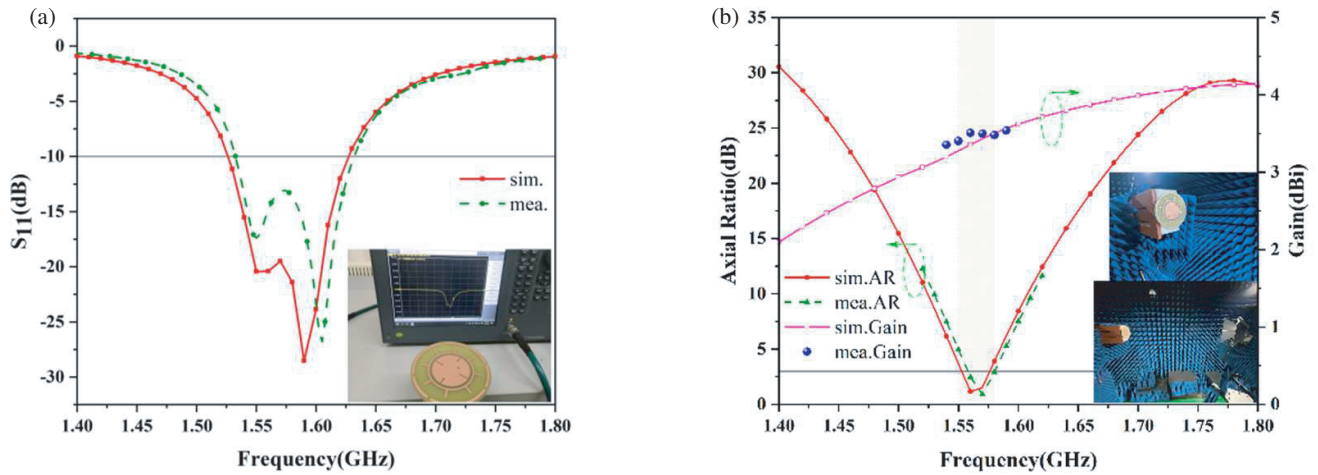 (a)
0
-5
-10
-15
-20
-25
-30
S11(dB)
sim.
mea.
1.40 1.45 1.50 1.55 1.60 1.65 1.70 1.75 1.80
Frequency(GHz)
(b)
35
30
25
20
15
10
5
0
Axial Ratio(dB)
sim.AR
mea.AR
sim.Gain
mea.Gain
5
4
3
2
1
0
Gain(dBi)
1.40 1.45 1.50 1.55 1.60 1.65 1.70 1.75 1.80
Frequency(GHz)